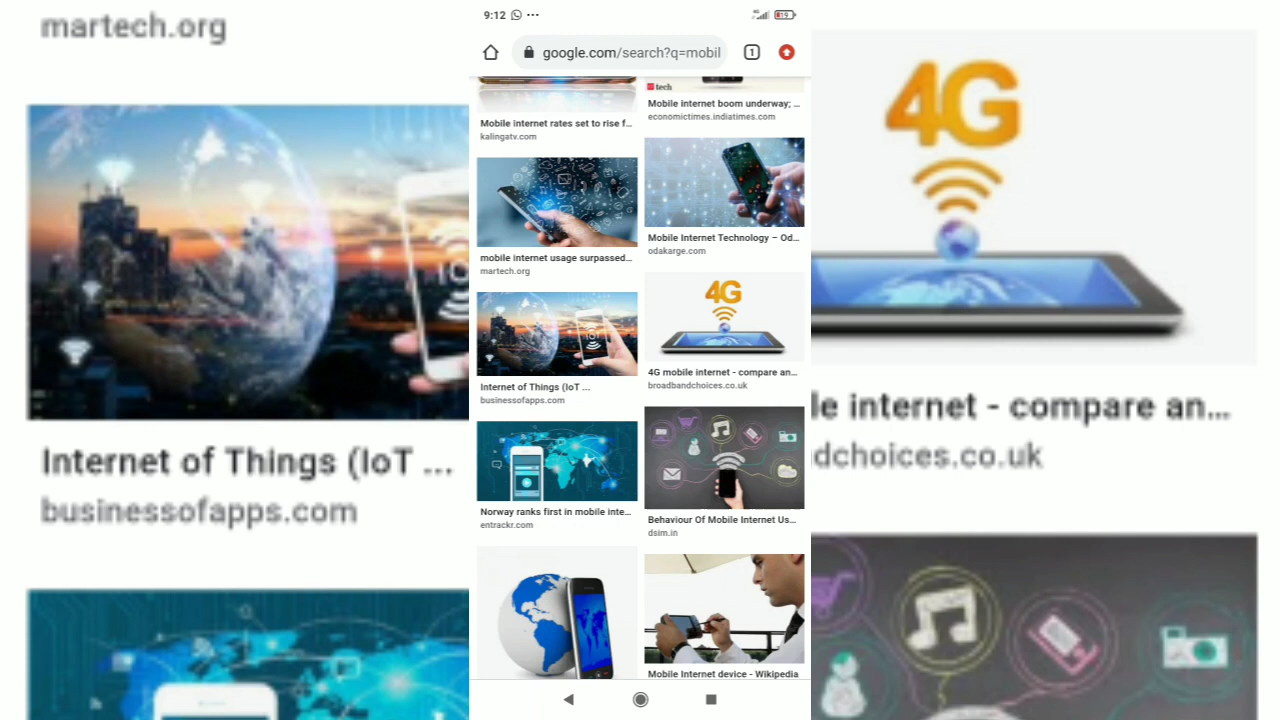 martech.org
Internet of Things (IoT ...
businessofapps.com
9:12
4G
19
google.com/search?q=mobil
1
Mobile internet rates set to rise f...
kalingatv.com
mobile internet usage surpassed...
martech.org
Internet of Things (IoT ...
businessofapps.com
Norway ranks first in mobile inte...
entrackr.com
tech
Mobile internet boom underway; ...
economictimes.indiatimes.com
Mobile Internet Technology – Od...
odakarge.com
4G
4G mobile internet - compare an...
broadbandchoices.co.uk
Behaviour Of Mobile Internet Us...
dsim.in
Mobile Internet device - Wikipedia
4G
le internet - compare an...
dchoices.co.uk